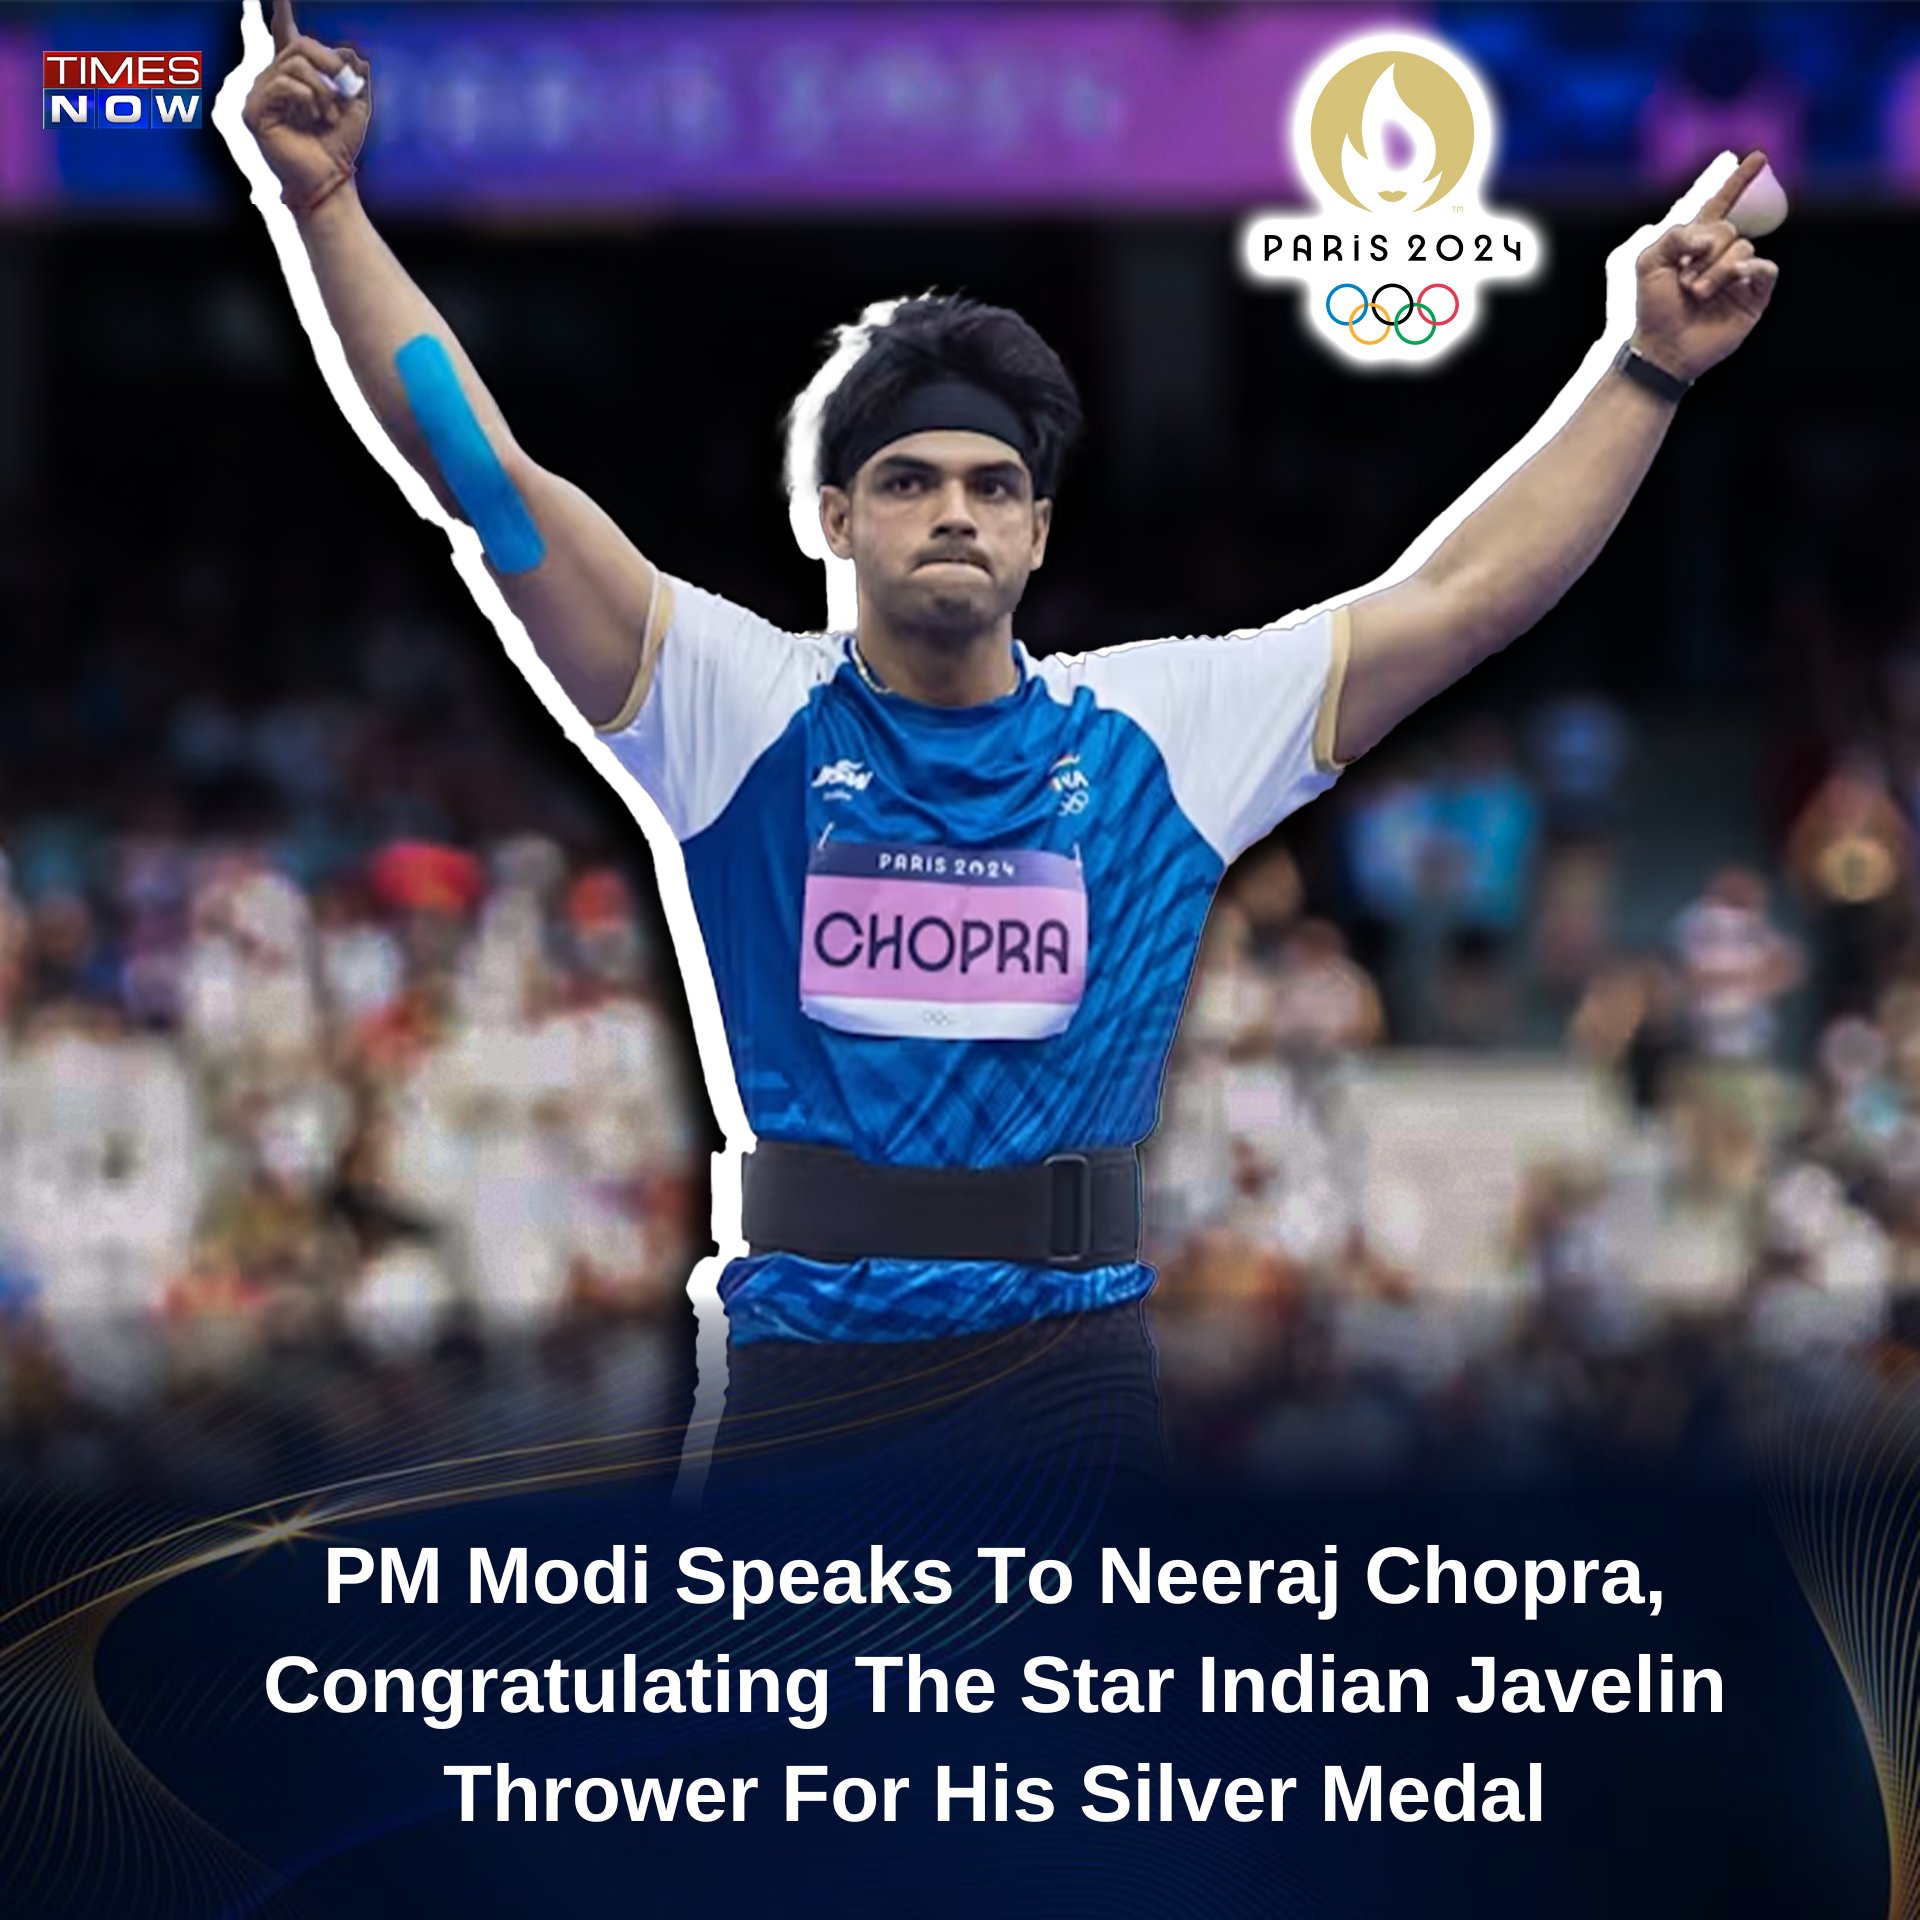 TIMES
NOW
PARIS 2024
JSW
PARIS 2024
CHOPRA
PM Modi Speaks To Neeraj Chopra,
Congratulating The Star Indian Javelin
Thrower For His Silver Medal